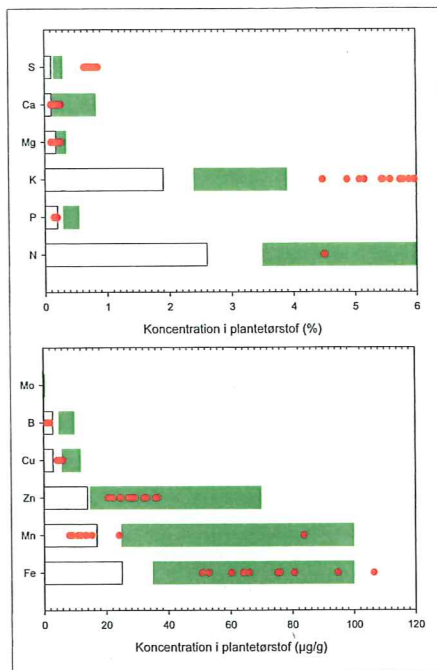 S
Ca
Mg
K
P
N
0 1 2 3 4 5 6
Koncentration i plantetørstof (%)
Mo
B
Cu
Zn
Mn
Fe
0 20 40 60 80 100 120
Koncentration i plantetørstof (µg/g)